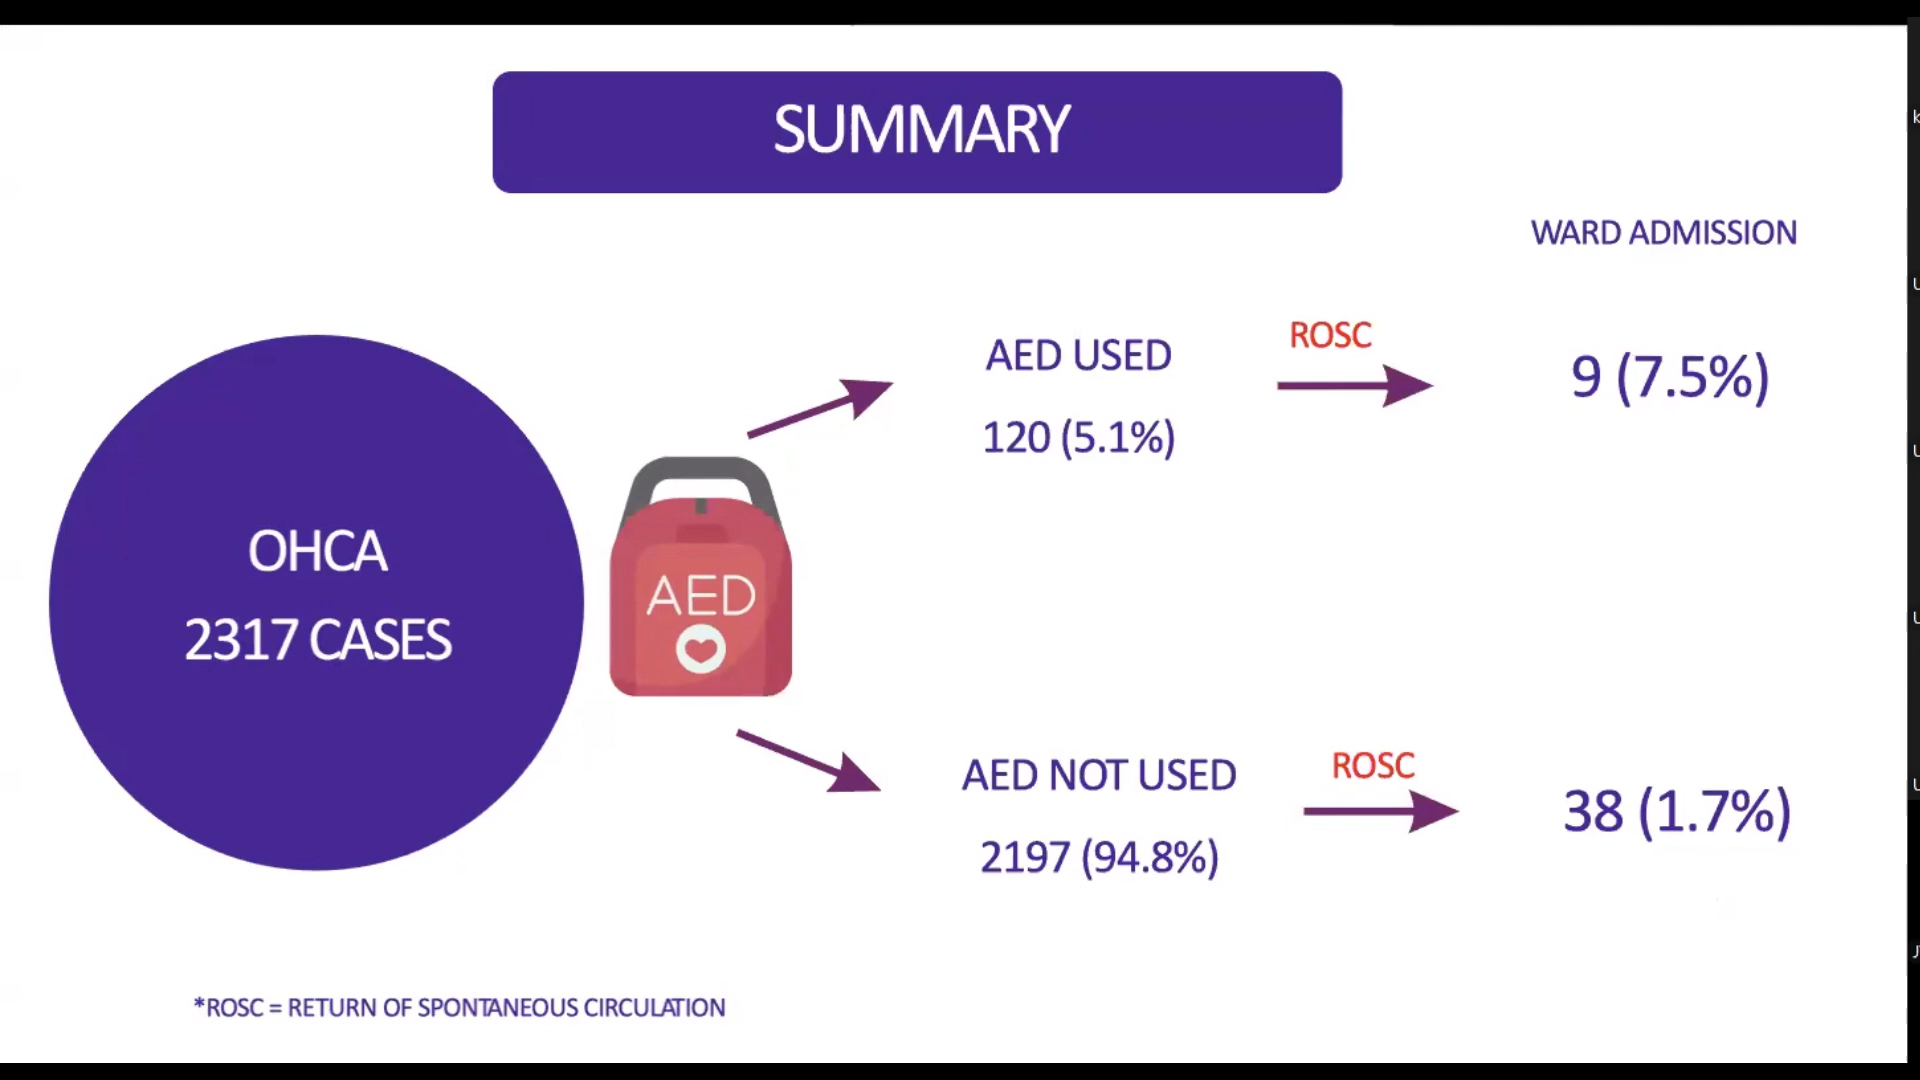 SUMMARY
WARD ADMISSION
AED USED
120 (5.1%)
ROSC
9 (7.5%)
OHCA
2317 CASES
AED
AED NOT USED
2197 (94.8%)
ROSC
38 (1.7%)
*ROSC = RETURN OF SPONTANEOUS CIRCULATION